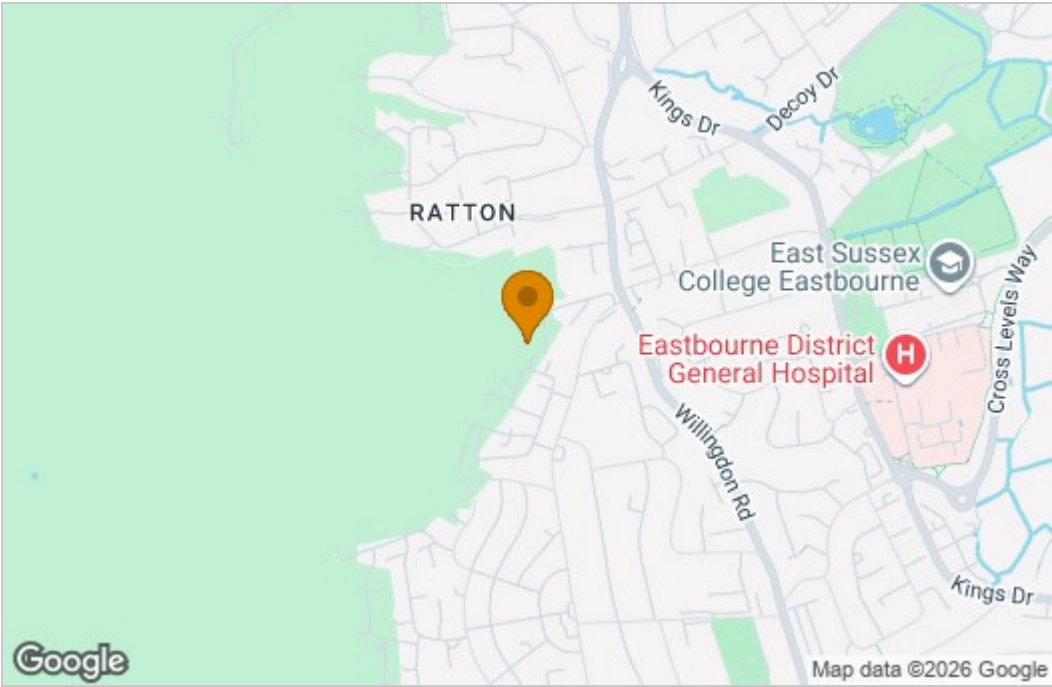 Kings Dr
Decoy Dr
RATTON
East Sussex
College Eastbourne
Cross Levels Way
Eastbourne District
General Hospital
H
Willingdon Rd
Kings Dr
Google
Map data ©2026 Google